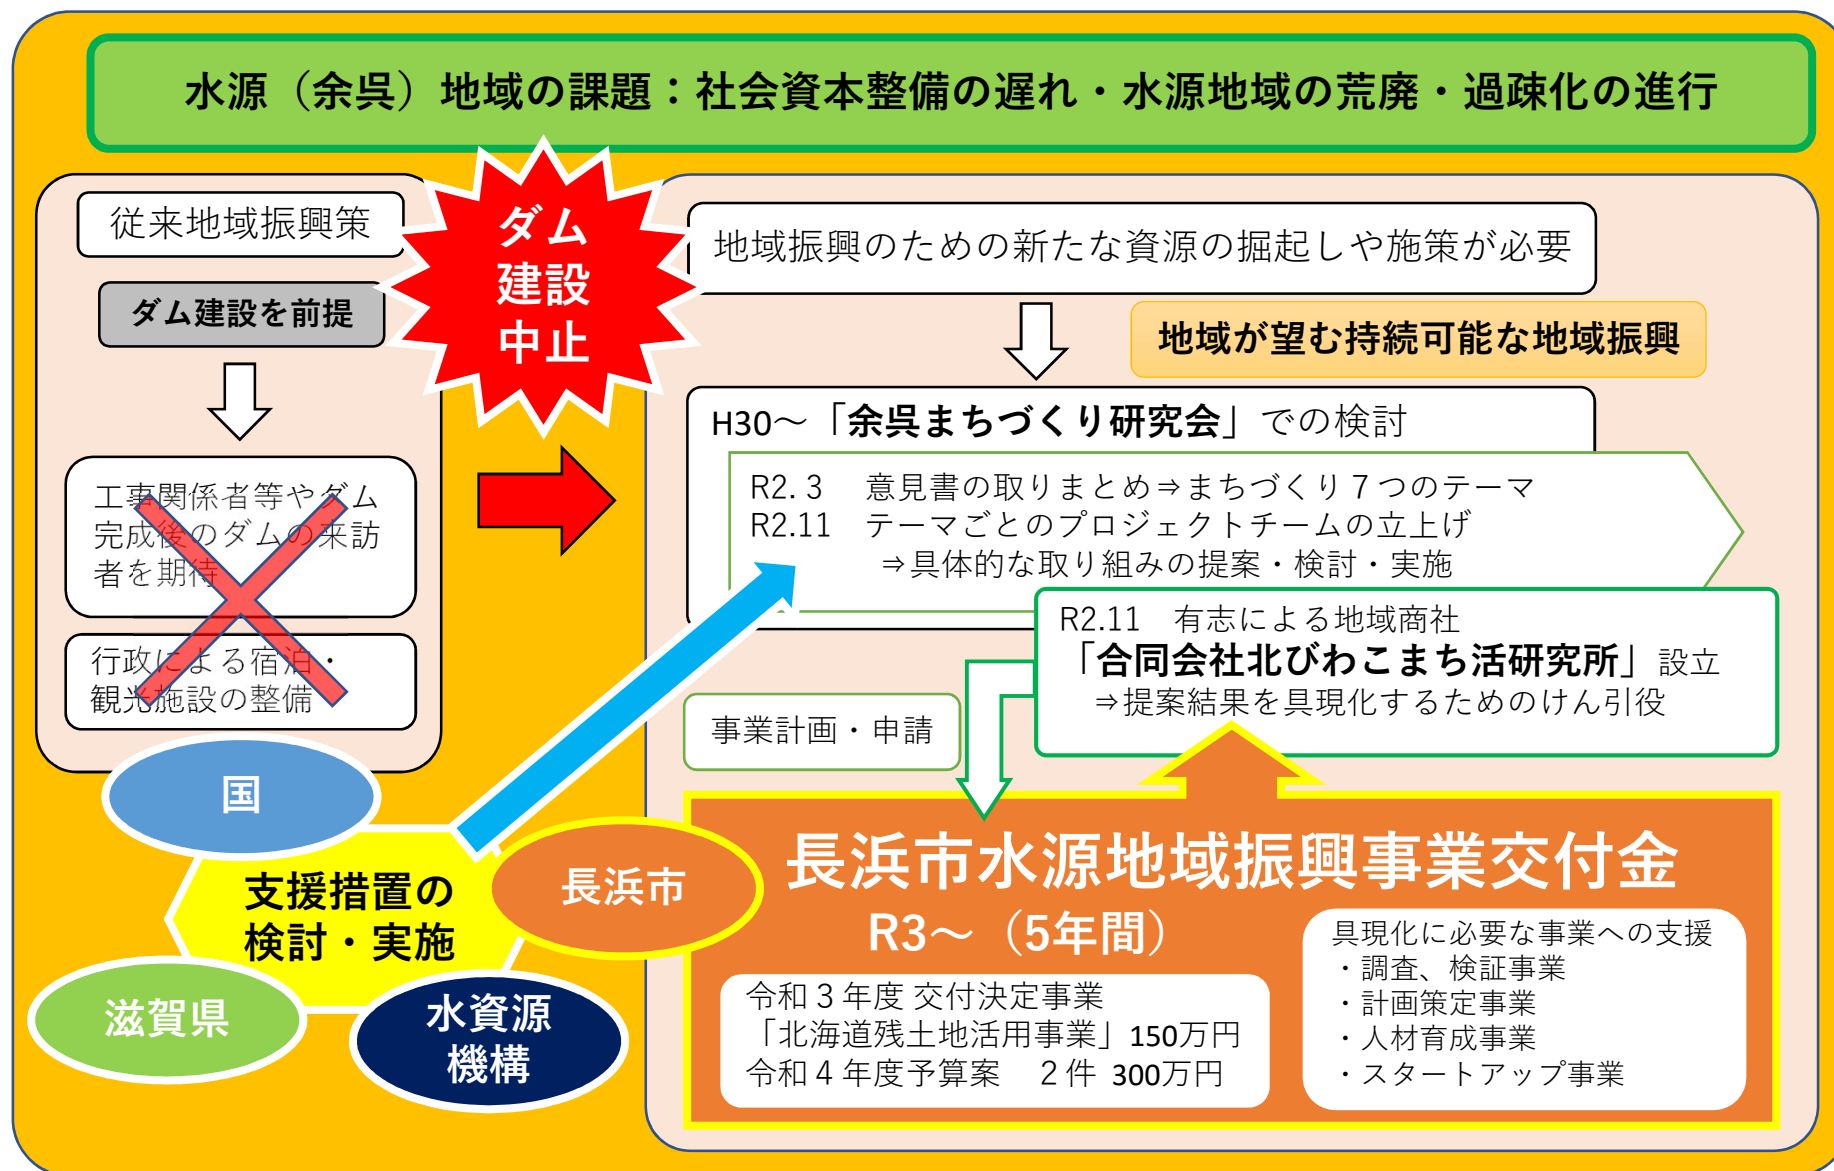 水源（余呉）地域の課題：社会資本整備の遅れ・水源地域の荒廃・過疎化の進行
従来地域振興策
ダム建設を前提
工事関係者等やダム
完成後のダムの来訪
者を期待
行政による宿泊・
観光施設の整備
ダム
建設
中止
地域振興のための新たな資源の掘起しや施策が必要
地域が望む持続可能な地域振興
H30～「余呉まちづくり研究会」での検討
R2.3　意見書の取りまとめ⇒まちづくり７つのテーマ
R2.11　テーマごとのプロジェクトチームの立上げ
⇒具体的な取り組みの提案・検討・実施
R2.11　有志による地域商社
「合同会社北びわこまち活研究所」設立
⇒提案結果を具現化するためのけん引役
事業計画・申請
国
支援措置の
検討・実施
長浜市
滋賀県
水資源
機構
長浜市水源地域振興事業交付金
R3～（5年間）
令和３年度 交付決定事業
「北海道残土地活用事業」150万円
令和４年度予算案　２件 300万円
具現化に必要な事業への支援
・調査、検証事業
・計画策定事業
・人材育成事業
・スタートアップ事業